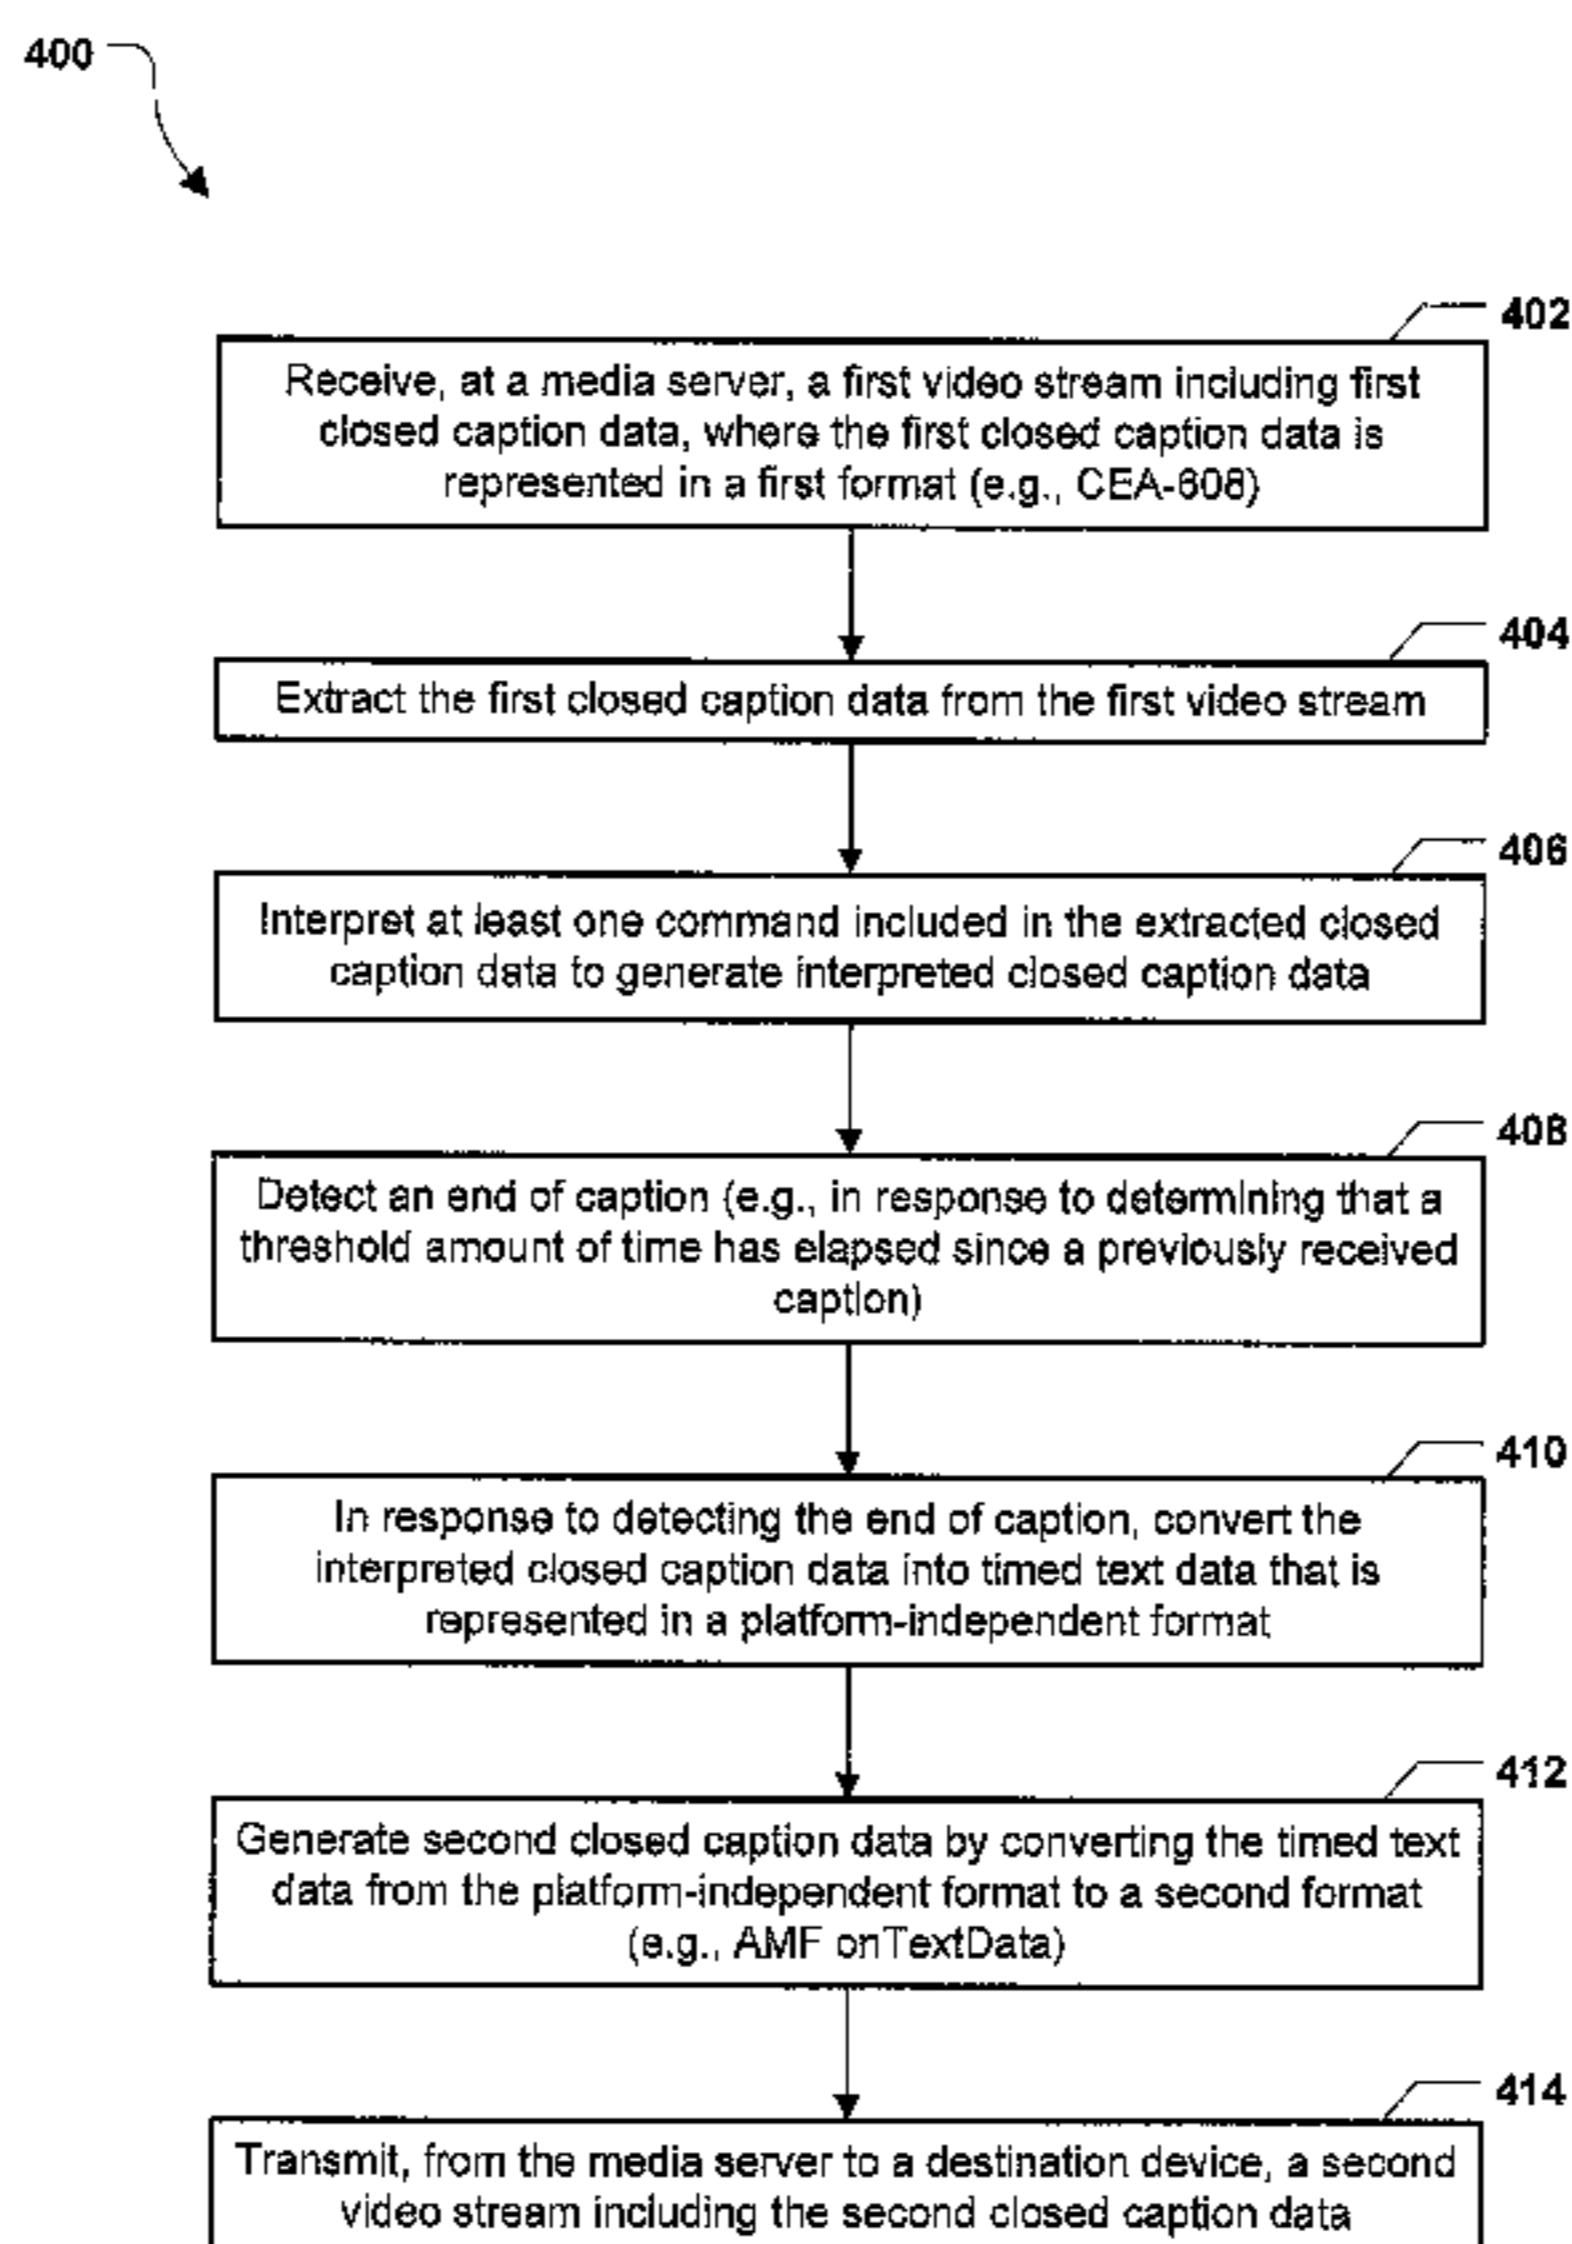 400
402
Receive, at a media server, a first video stream including first
closed caption data, where the first closed caption data is
represented in a first format (e.g., CEA-608)
404
Extract the first closed caption data from the first video stream
406
Interpret at least one command included in the extracted closed
caption data to generate interpreted closed caption data
408
Detect an end of caption (e.g., in response to determining that a
threshold amount of time has elapsed since a previously received
caption)
410
In response to detecting the end of caption, convert the
interpreted closed caption data into timed text data that is
represented in a platform-independent format
412
Generate second closed caption data by converting the timed text
data from the platform-independent format to a second format
(e.g., AMF onTextData)
414
Transmit, from the media server to a destination device, a second
video stream including the second closed caption data